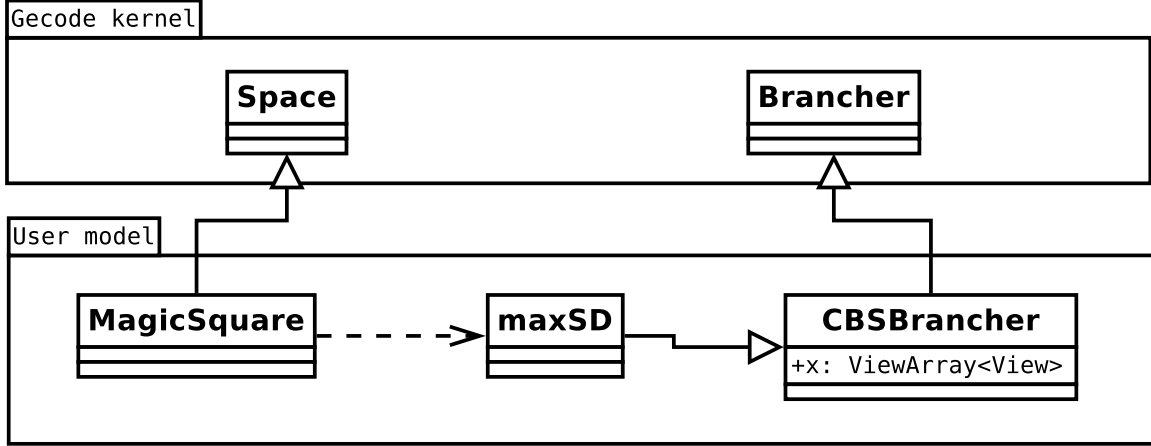 Gecode kernel
Space
Brancher
User model
MagicSquare
maxSD
CBSBrancher
+x: ViewArray<View>